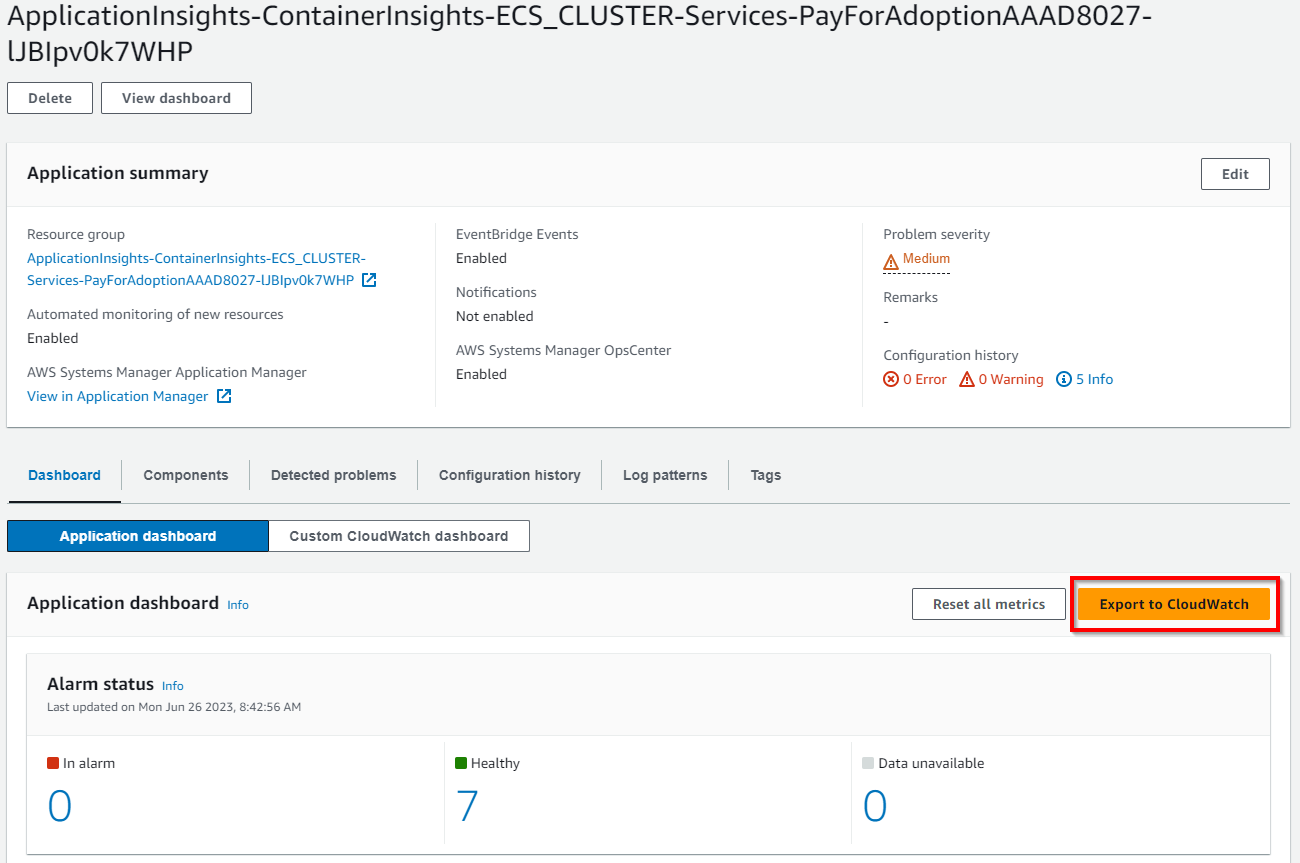 ApplicationInsights-ContainerInsights-ECS_CLUSTER-Services-PayForAdoptionAAAD8027-
lJBIpv0k7WHP
Delete
View dashboard
Application summary
Edit
Resource group
ApplicationInsights-ContainerInsights-ECS_CLUSTER-
Services-PayForAdoptionAAAD8027-lJBIpv0k7WHP
Automated monitoring of new resources
Enabled
AWS Systems Manager Application Manager
View in Application Manager
EventBridge Events
Enabled
Notifications
Not enabled
AWS Systems Manager OpsCenter
Enabled
Problem severity
Medium
Remarks
-
Configuration history
0 Error 0 Warning 5 Info
Dashboard
Components
Detected problems
Configuration history
Log patterns
Tags
Application dashboard
Custom CloudWatch dashboard
Application dashboard Info
Reset all metrics
Export to CloudWatch
Alarm status Info
Last updated on Mon Jun 26 2023, 8:42:56 AM
In alarm
0
Healthy
7
Data unavailable
0